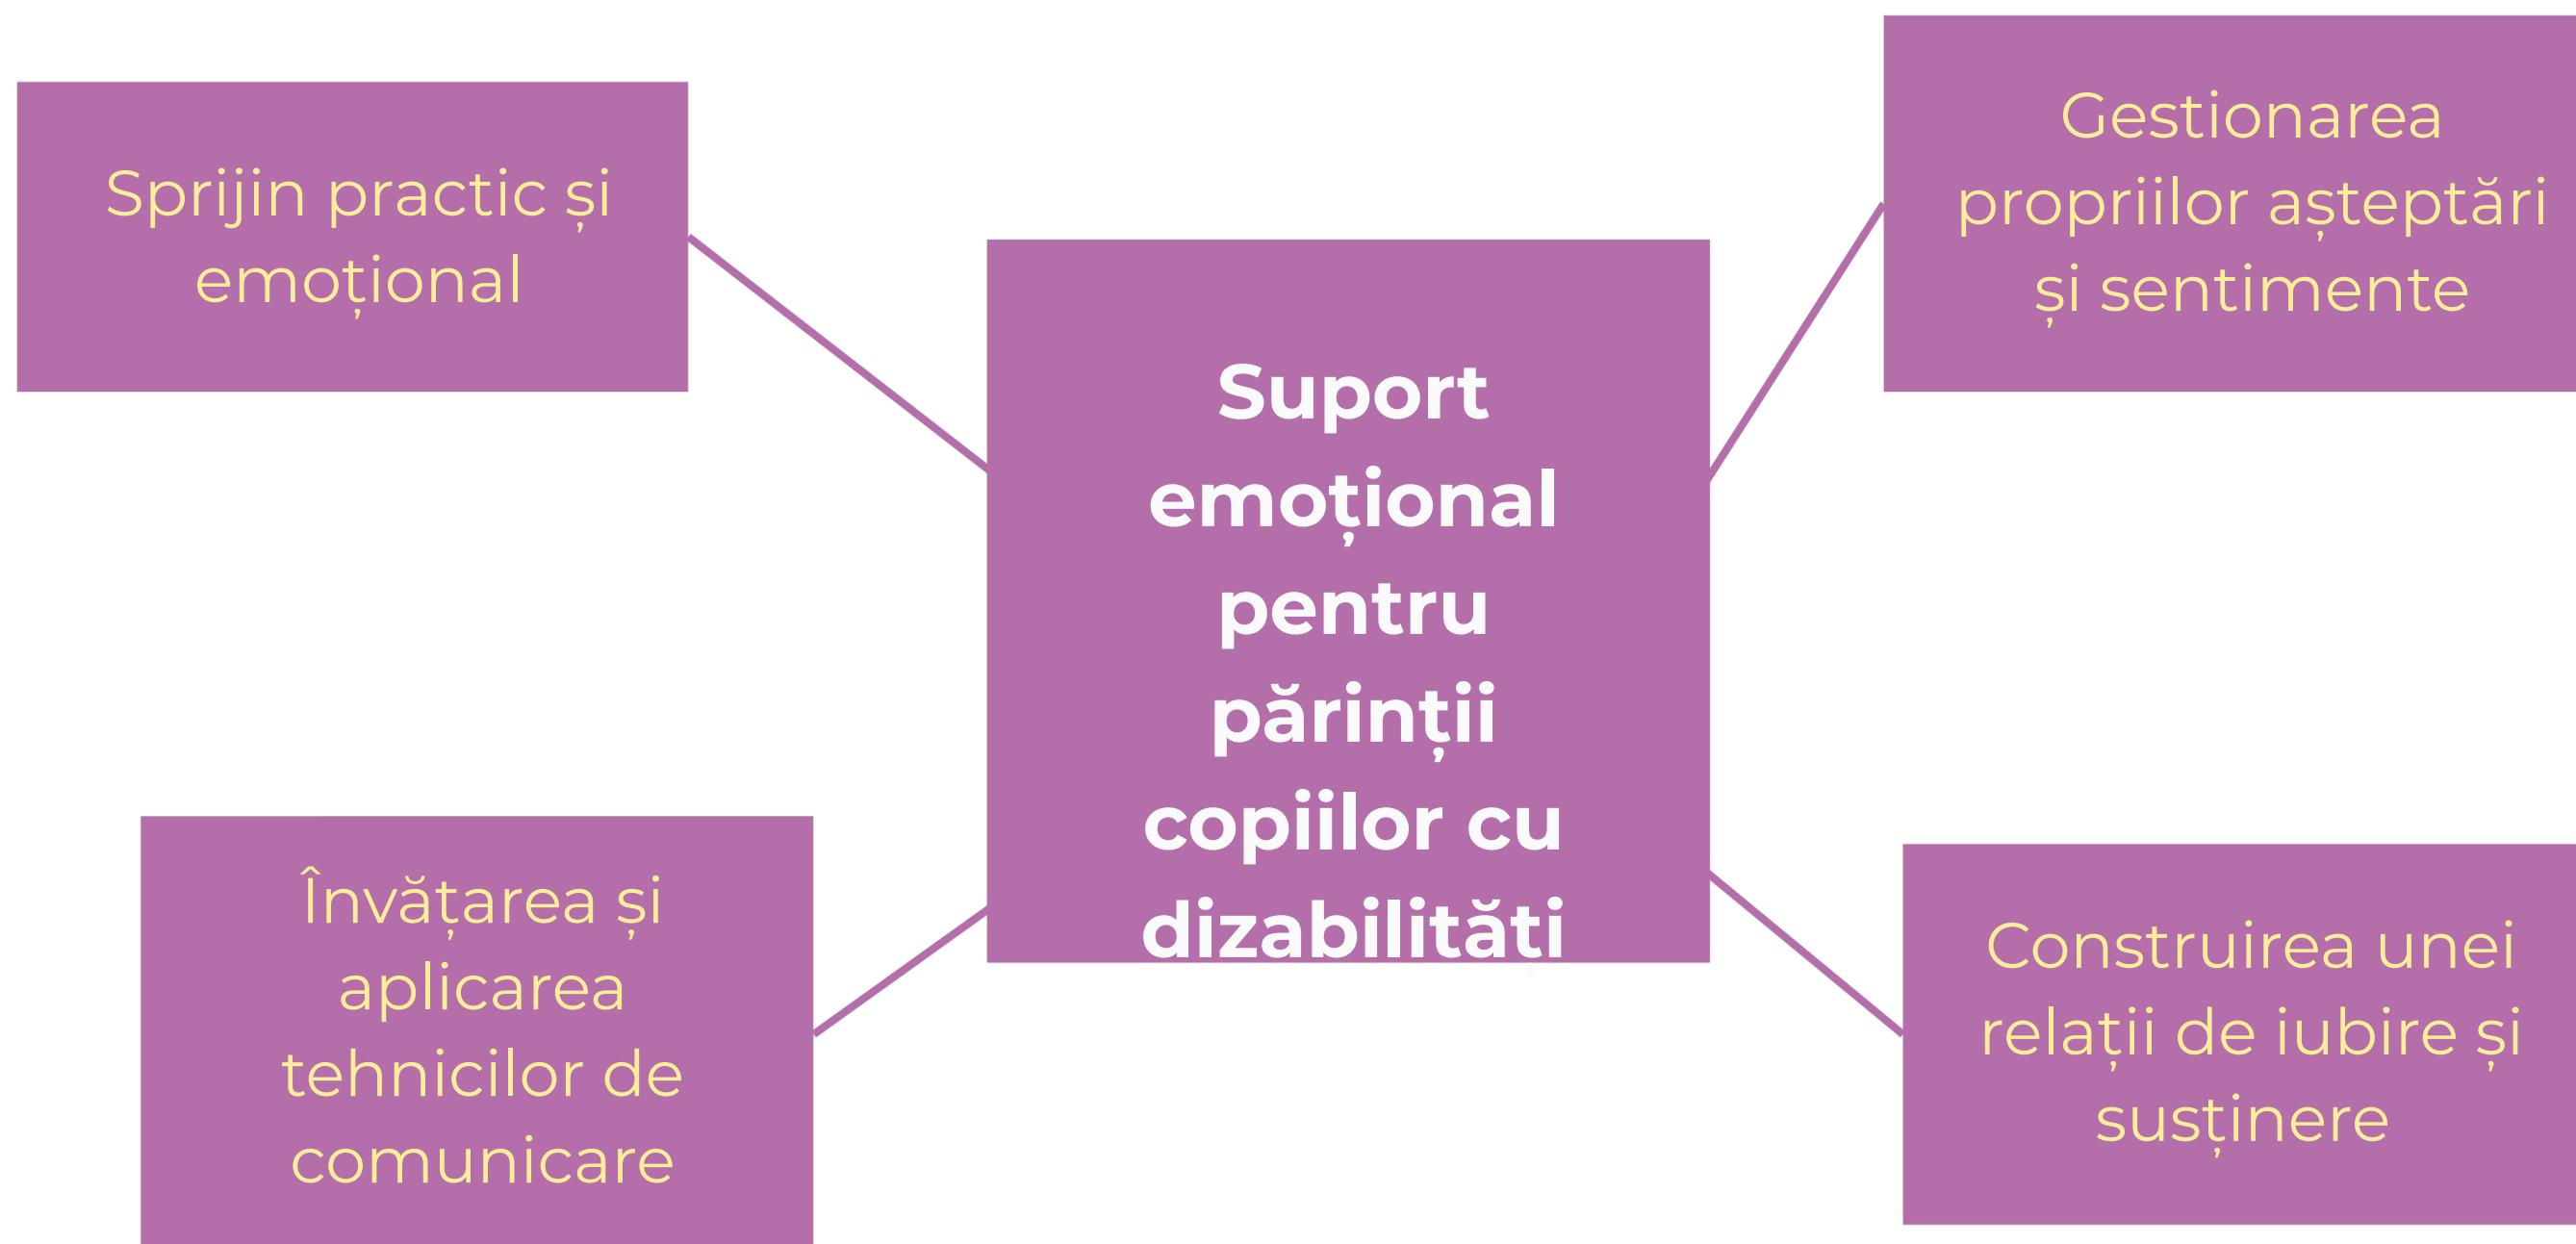 Sprijin practic și
emoțional
Gestionarea
propriilor așteptări
și sentimente
Suport
emoțional
pentru
părinții
copiilor cu
dizabilități
Învățarea și
aplicarea
tehnicilor de
comunicare
Construirea unei
relații de iubire și
susținere